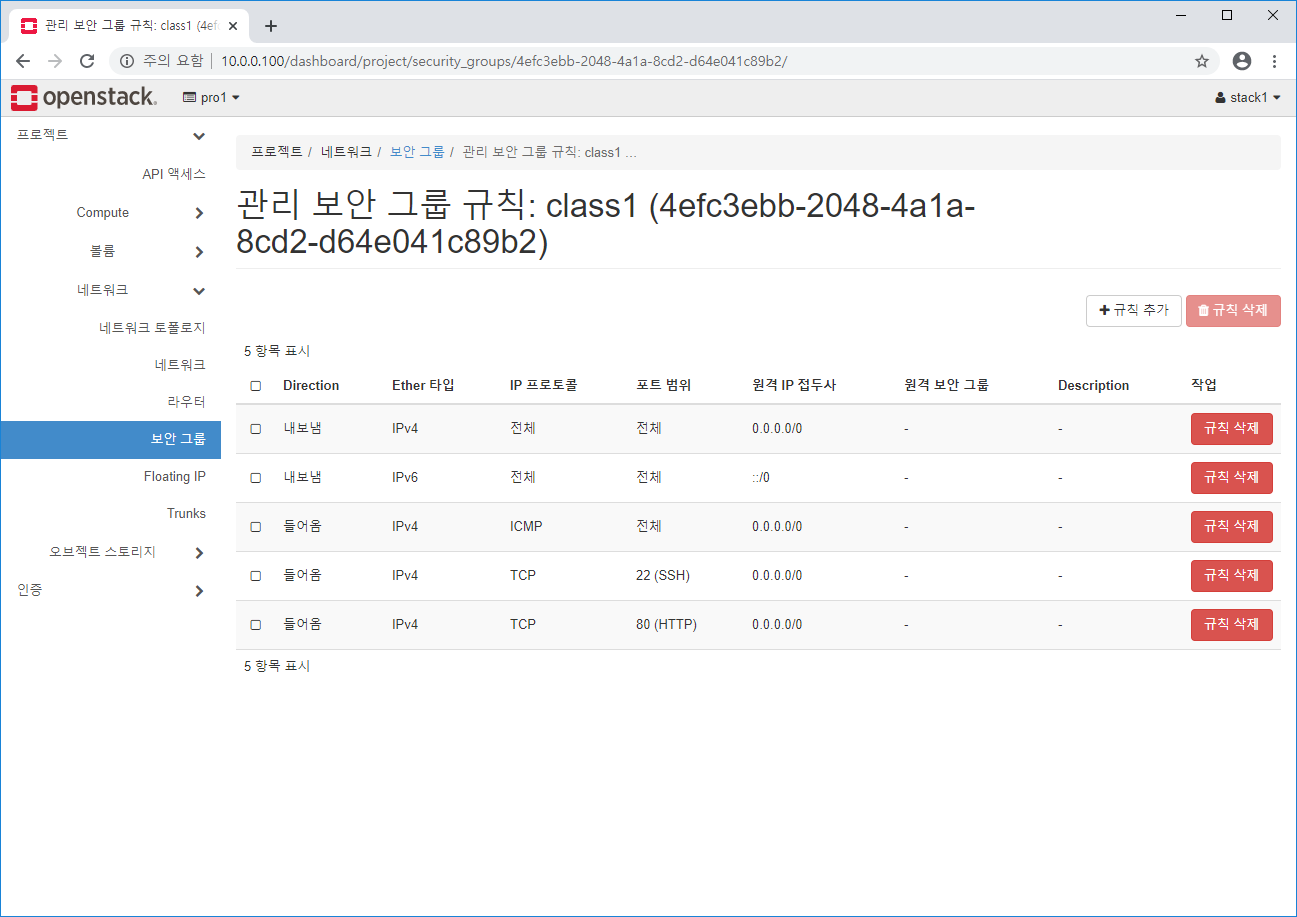 관리 보안 그룹 규칙: class1 (4ef
주의 요함 10.0.0.100/dashboard/project/security_groups/4efc3ebb-2048-4a1a-8cd2-d64e041c89b2/
openstack. pro1 stack1
프로젝트
API 액세스
Compute
볼륨
네트워크
네트워크 토폴로지
네트워크
라우터
보안 그룹
Floating IP
Trunks
오브젝트 스토리지
인증
프로젝트 / 네트워크 / 보안 그룹 / 관리 보안 그룹 규칙: class1 ...
관리 보안 그룹 규칙: class1 (4efc3ebb-2048-4a1a-
8cd2-d64e041c89b2)
규칙 추가 규칙 삭제
5 항목 표시
Direction Ether 타입 IP 프로토콜 포트 범위 원격 IP 접두사 원격 보안 그룹 Description 작업
내보냄 IPv4 전체 전체 0.0.0.0/0 - - 규칙 삭제
내보냄 IPv6 전체 전체 ::/0 - - 규칙 삭제
들어옴 IPv4 ICMP 전체 0.0.0.0/0 - - 규칙 삭제
들어옴 IPv4 TCP 22 (SSH) 0.0.0.0/0 - - 규칙 삭제
들어옴 IPv4 TCP 80 (HTTP) 0.0.0.0/0 - - 규칙 삭제
5 항목 표시